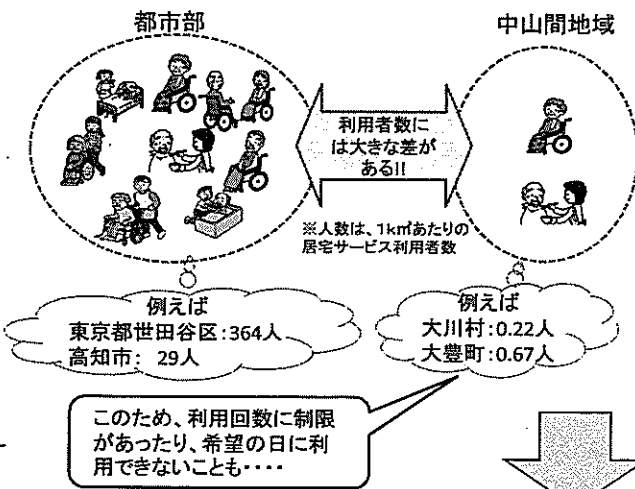 都市部
中山間地域
利用者数に
は大きな差が
ある!!
※人数は、1k㎡あたりの
居宅サービス利用者数
例えば
東京都世田谷区:364人
高知市: 29人
例えば
大川村:0.22人
大豊町:0.67人
このため、利用回数に制限
があったり、希望の日に利
用できないことも････